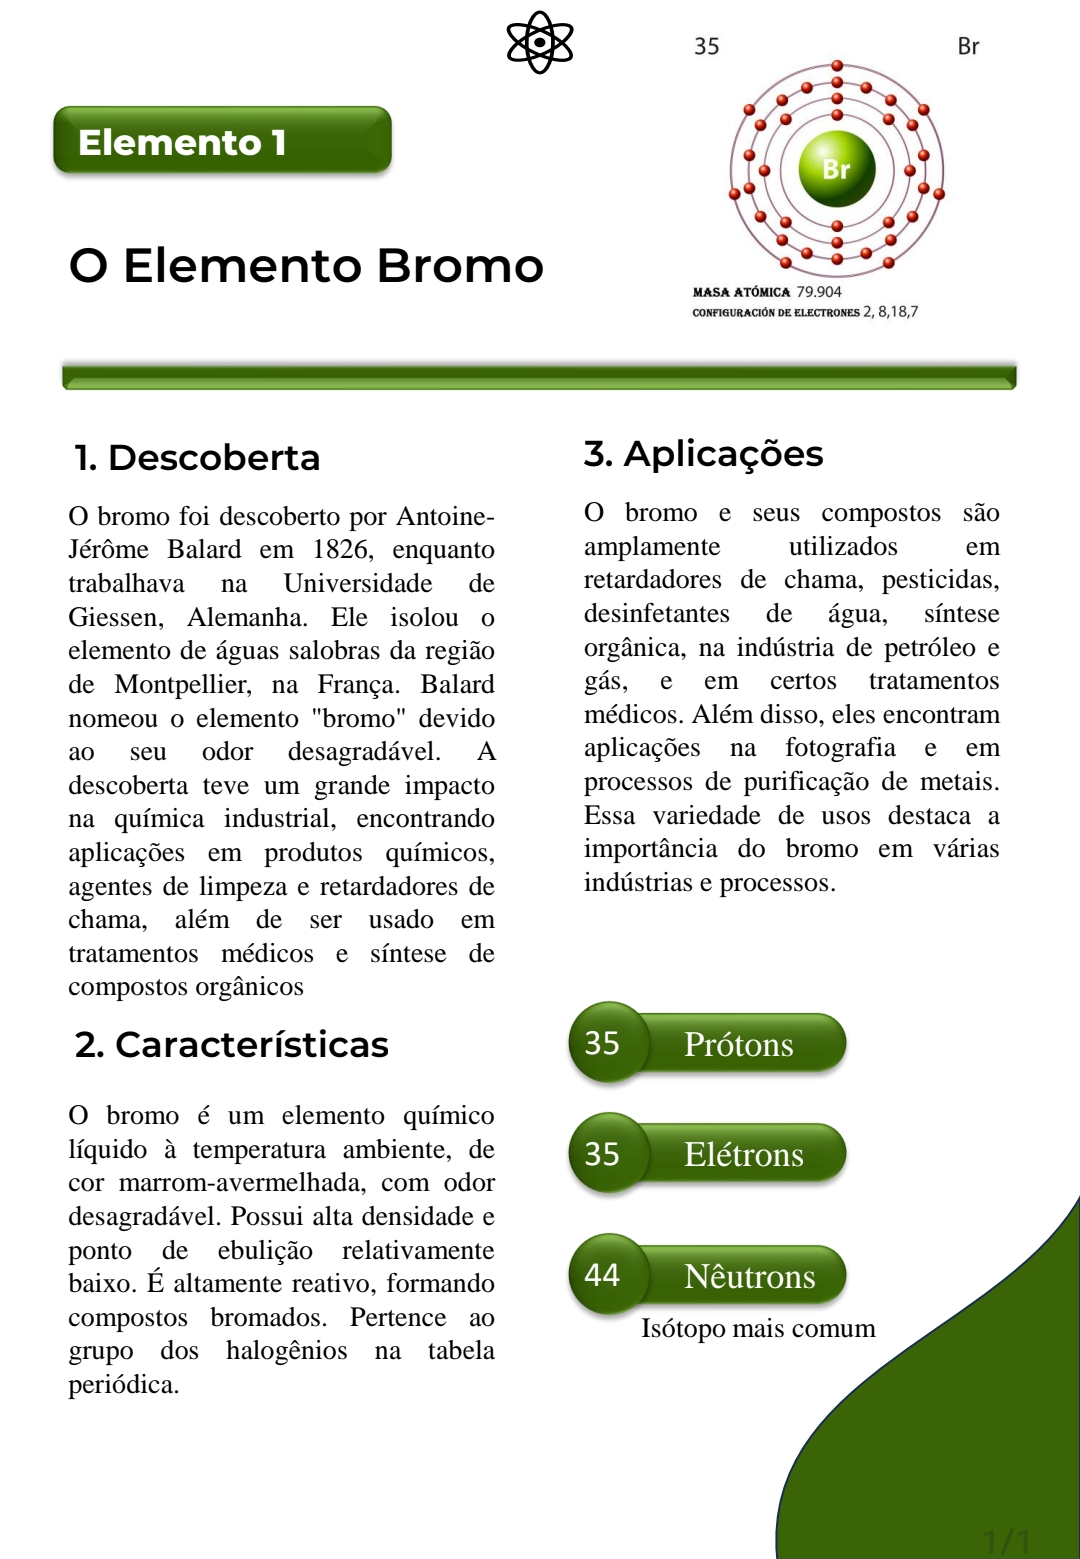 35
Br
Elemento 1
Br
O Elemento Bromo
MASA ATÓMICA 79.904
CONFIGURACIÓN DE ELECTRONES 2, 8,18,7
1. Descoberta
O bromo foi descoberto por Antoine-
Jérôme Balard em 1826, enquanto
trabalhava na Universidade de
Giessen, Alemanha. Ele isolou o
elemento de águas salobras da região
de Montpellier, na França. Balard
nomeou o elemento "bromo" devido
ao seu odor desagradável. A
descoberta teve um grande impacto
na química industrial, encontrando
aplicações em produtos químicos,
agentes de limpeza e retardadores de
chama, além de ser usado em
tratamentos médicos e síntese de
compostos orgânicos
2. Características
O bromo é um elemento químico
líquido à temperatura ambiente, de
cor marrom-avermelhada, com odor
desagradável. Possui alta densidade e
ponto de ebulição relativamente
baixo. É altamente reativo, formando
compostos bromados. Pertence ao
grupo dos halogênios na tabela
periódica.
3. Aplicações
O bromo e seus compostos são
amplamente utilizados em
retardadores de chama, pesticidas,
desinfetantes de água, síntese
orgânica, na indústria de petróleo e
gás, e em certos tratamentos
médicos. Além disso, eles encontram
aplicações na fotografia e em
processos de purificação de metais.
Essa variedade de usos destaca a
importância do bromo em várias
indústrias e processos.
35 Prótons
35 Elétrons
44 Nêutrons
Isótopo mais comum
1/1